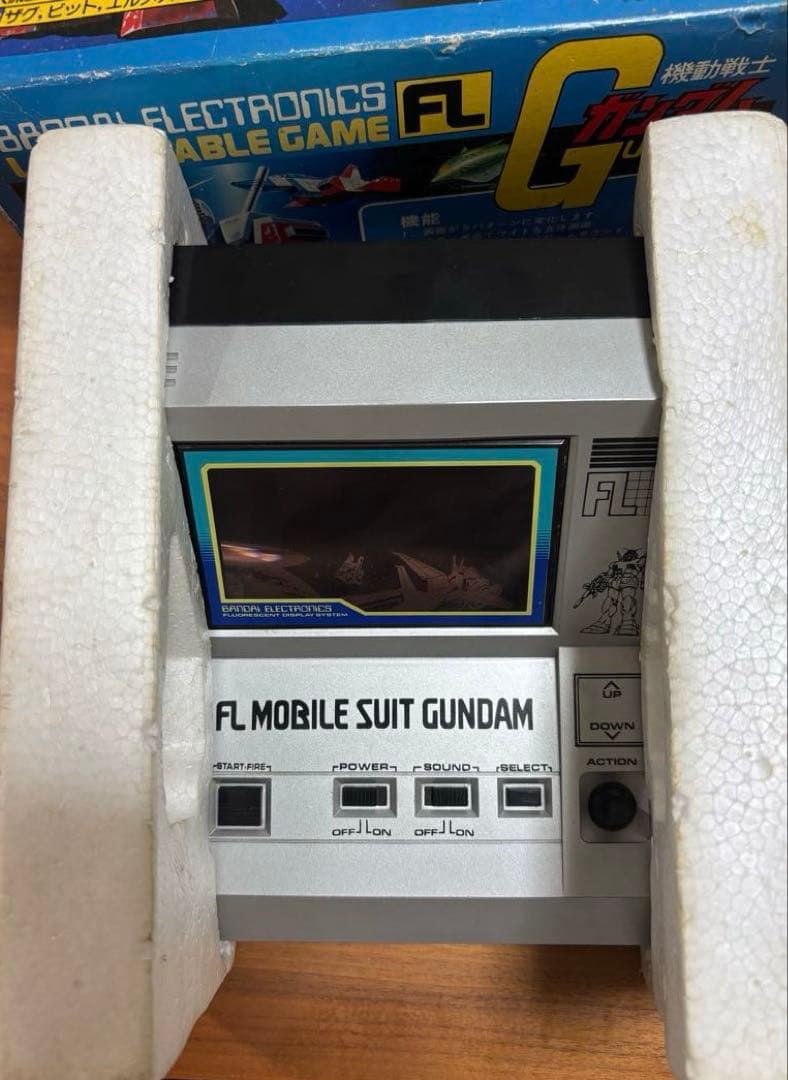 ザク, ビット, エルメス
BANDAI ELECTRONICS
ABLE GAME
FL
機動戦士
ガンダム
G
機能
FL
BANDAI ELECTRONICS
FLUORESCENT DISPLAY SYSTEM
FL MOBILE SUIT GUNDAM
UP
DOWN
ACTION
START·FIRE
POWER
SOUND
SELECT
OFF ON
OFF ON